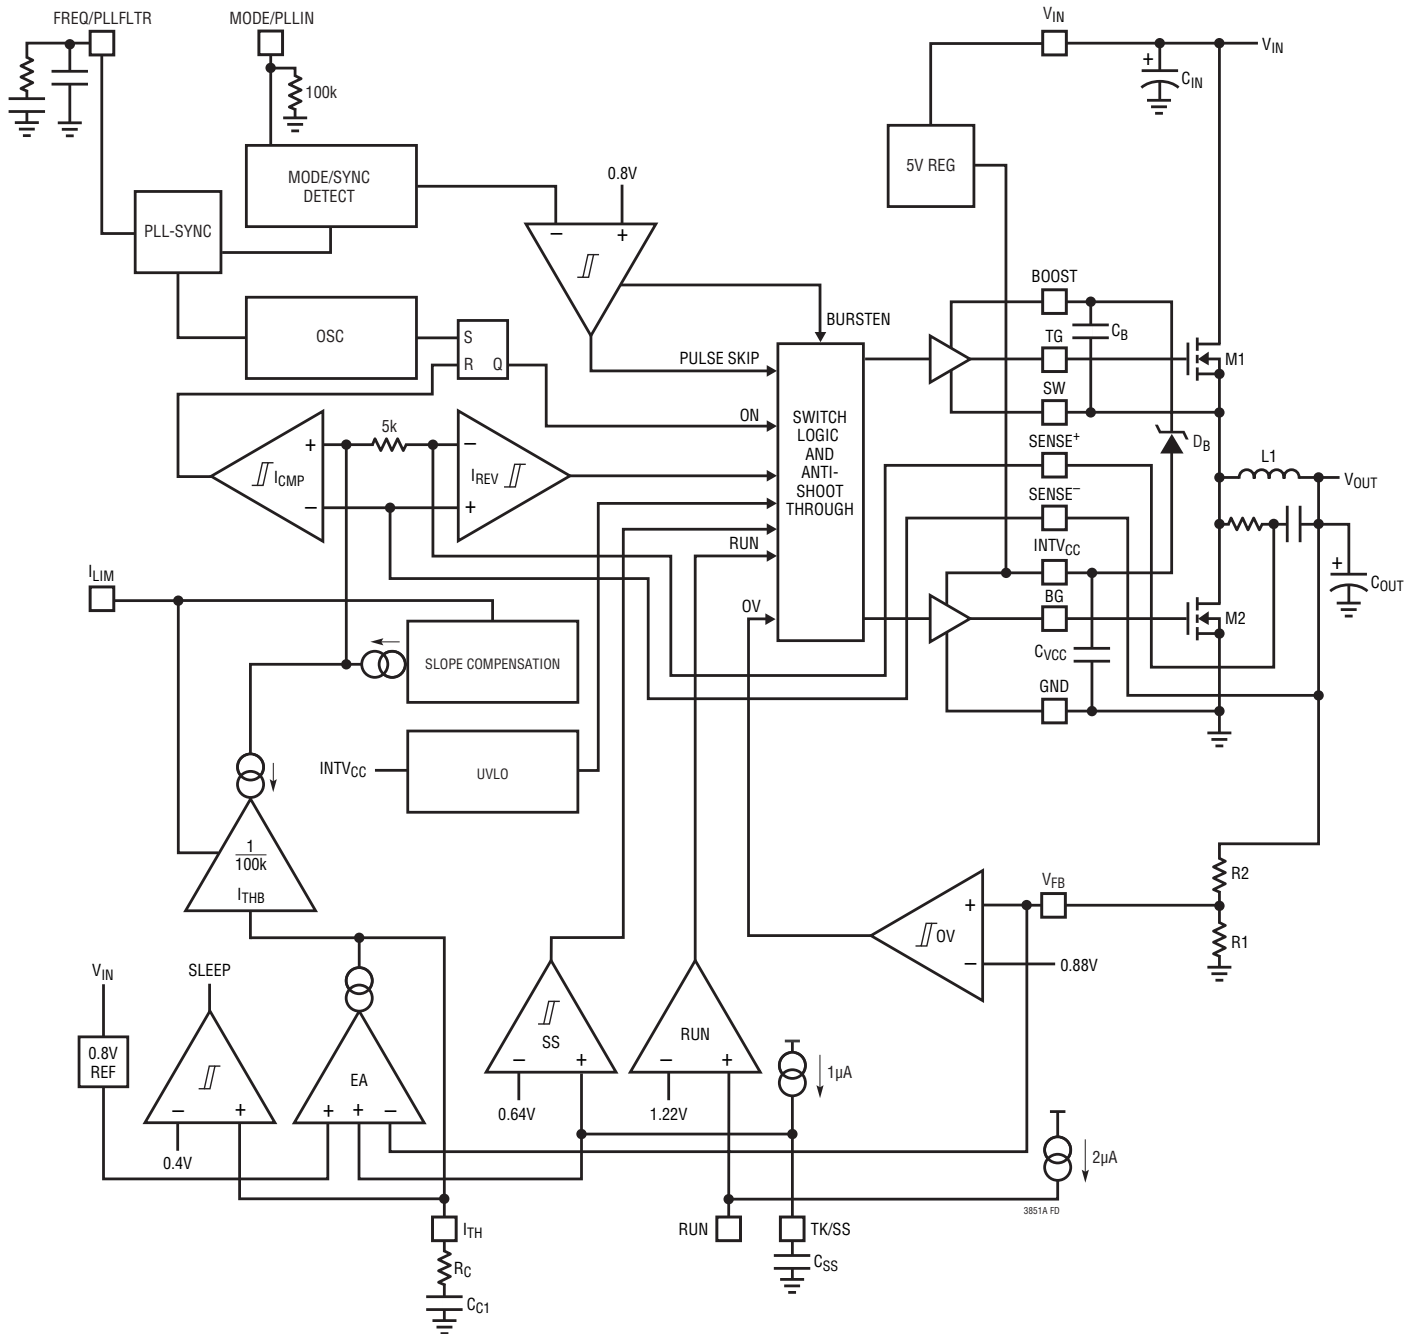 FREQ/PLLFLTR
MODE/PLLIN
VIN
VIN
+
CIN
100k
5V REG
MODE/SYNC
DETECT
0.8V
PLL-SYNC
−
+
BOOST
OSC
S
R
Q
BURSTEN
TG
CB
PULSE SKIP
M1
SW
5k
ON
SWITCH
LOGIC
AND
ANTI-
SHOOT
THROUGH
SENSE+
DB
+
−
ICMP
IREV
−
+
L1
VOUT
SENSE−
RUN
INTVCC
ILIM
+
COUT
OV
BG
M2
SLOPE COMPENSATION
CVCC
GND
INTVCC
UVLO
1
100k
ITHB
VFB
R2
+
OV
−
R1
0.88V
VIN
SLEEP
0.8V
REF
SS
RUN
1µA
EA
−
+
−
+
0.64V
1.22V
−
+
+
+
−
0.4V
2µA
3851A FD
ITH
RUN
TK/SS
RC
CSS
CC1